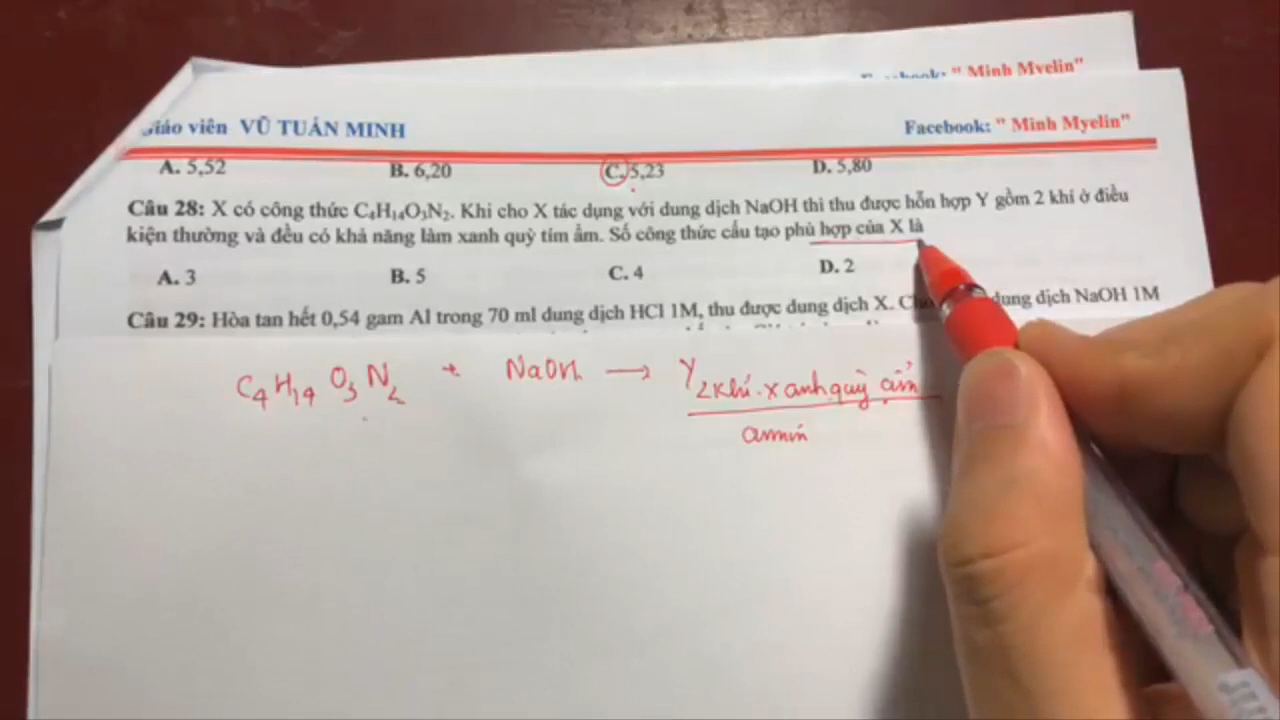 Facebook: " Minh Myelin"
Giáo viên VŨ TUẤN MINH
Facebook: " Minh Myelin"
A. 5,52 B. 6,20 C. 5,23 D. 5,80
Câu 28: X có công thức C₄H₁₄O₃N₂. Khi cho X tác dụng với dung dịch NaOH thì thu được hỗn hợp Y gồm 2 khí ở điều
kiện thường và đều có khả năng làm xanh quỳ tím ẩm. Số công thức cấu tạo phù hợp của X là
A. 3 B. 5 C. 4 D. 2
Câu 29: Hòa tan hết 0,54 gam Al trong 70 ml dung dịch HCl 1M, thu được dung dịch X. dung dịch NaOH 1M
C₄H₁₄O₃N₂ + NaOH → Y 2 khí. xanh quỳ ẩm
amin